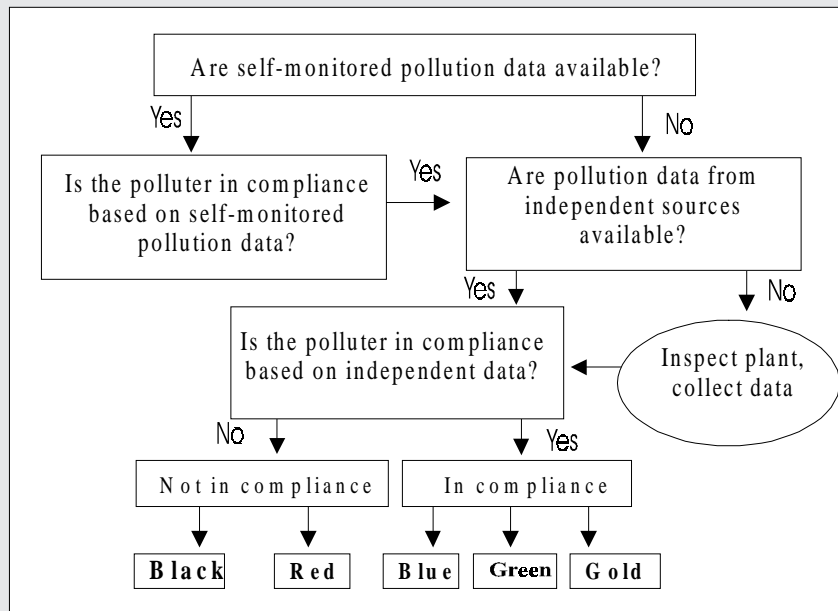 Are self-monitored pollution data available?
Yes
No
Is the polluter in compliance
based on self-monitored
pollution data?
Yes
Are pollution data from
independent sources
available?
Yes
No
Is the polluter in compliance
based on independent data?
Inspect plant,
collect data
No
Yes
Not in compliance
In compliance
Black
Red
Blue
Green
Gold